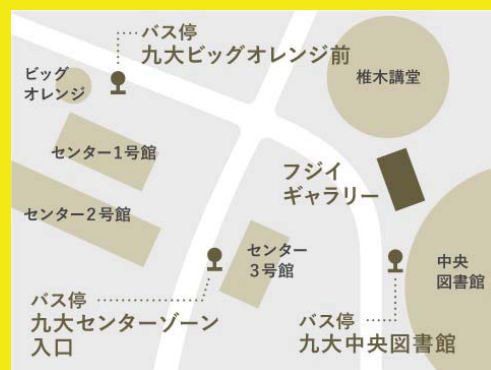 バス停
九大ビッグオレンジ前
ビッグ
オレンジ
椎木講堂
センター1号館
フジイ
ギャラリー
センター2号館
センター
3号館
中央
図書館
バス停
九大センターゾーン
入口
バス停
九大中央図書館